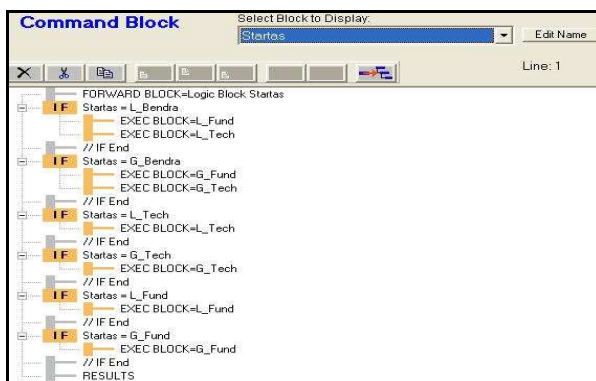 Command Block
Select Block to Display:
Startas
Edit Name
Line: 1
FORWARD BLOCK=Logic Block Startas
IF Startas = L_Bendra
EXEC BLOCK=L_Fund
EXEC BLOCK=L_Tech
// IF End
IF Startas = G_Bendra
EXEC BLOCK=G_Fund
EXEC BLOCK=G_Tech
// IF End
IF Startas = L_Tech
EXEC BLOCK=L_Tech
// IF End
IF Startas = G_Tech
EXEC BLOCK=G_Tech
// IF End
IF Startas = L_Fund
EXEC BLOCK=L_Fund
// IF End
IF Startas = G_Fund
EXEC BLOCK=G_Fund
// IF End
RESULTS